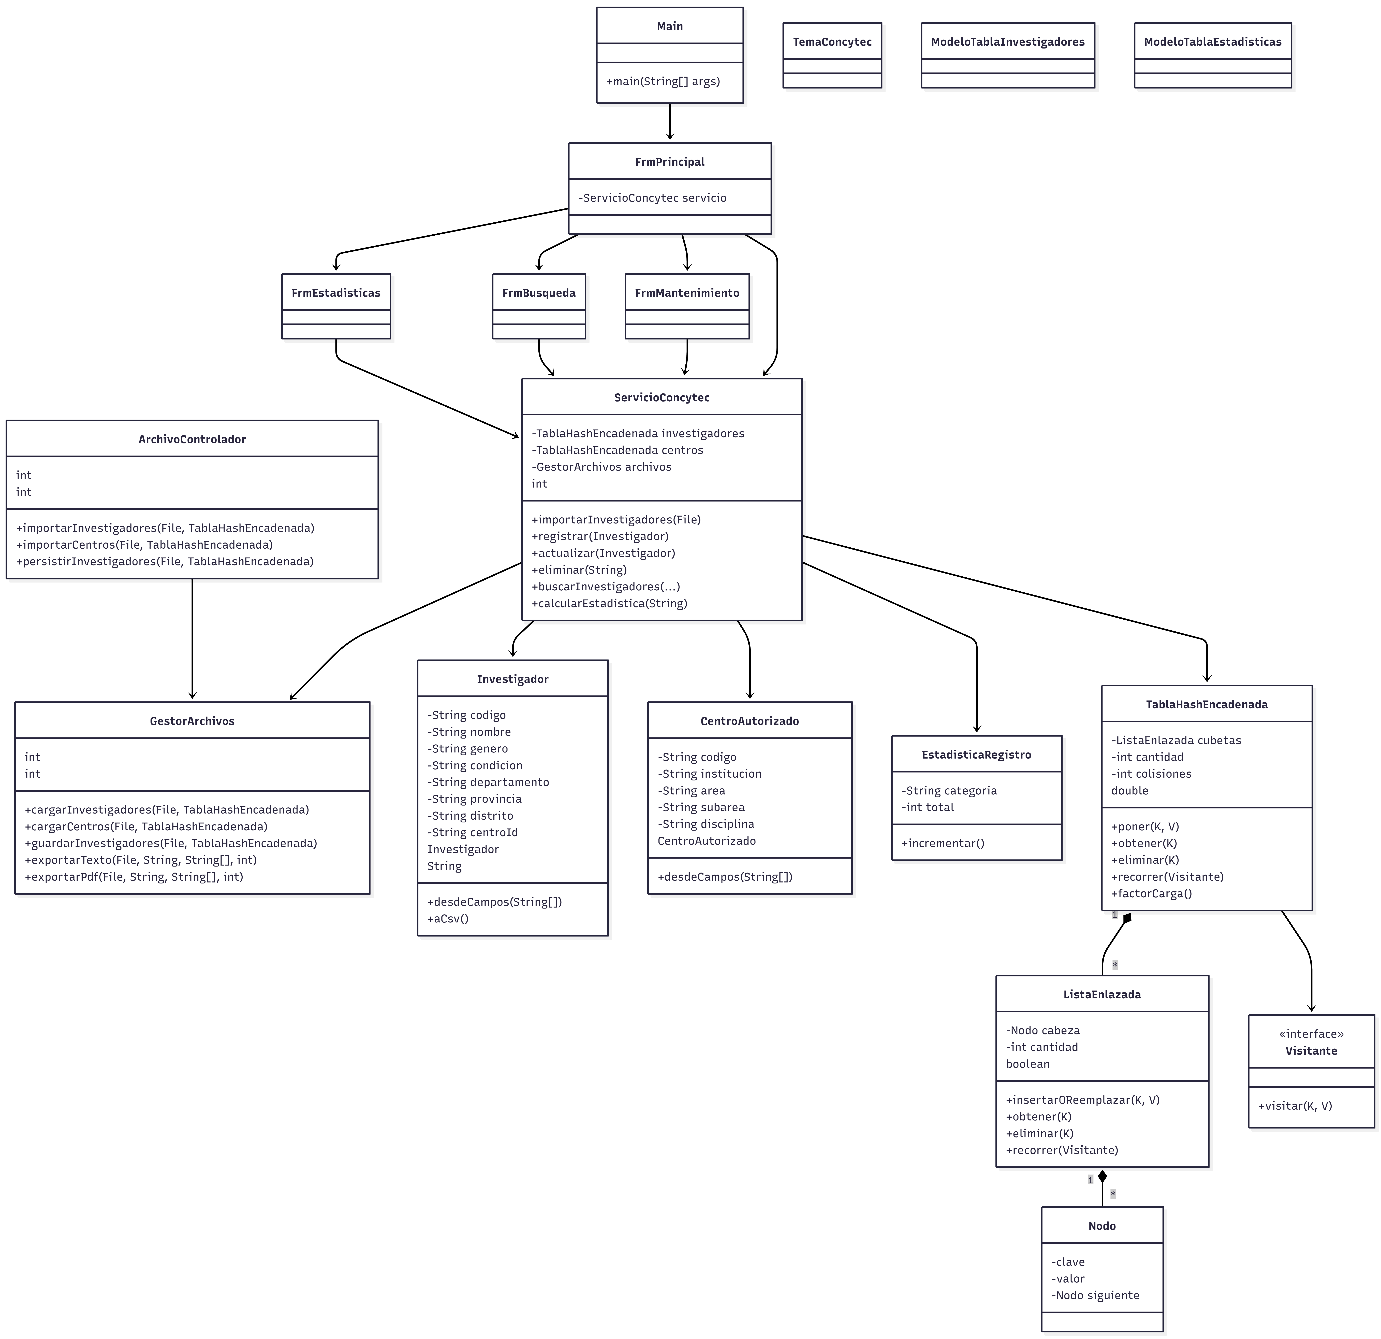 Main
+main(String[] args)
TemaConcytec
ModeloTablaInvestigadores
ModeloTablaEstadisticas
FrmPrincipal
-ServicioConcytec servicio
FrmEstadisticas
FrmBusqueda
FrmMantenimiento
ServicioConcytec
-TablaHashEncadenada investigadores
-TablaHashEncadenada centros
-GestorArchivos archivos
int
+importarInvestigadores(File)
+registrar(Investigador)
+actualizar(Investigador)
+eliminar(String)
+buscarInvestigadores(...)
+calcularEstadistica(String)
ArchivoControlador
int
int
+importarInvestigadores(File, TablaHashEncadenada)
+importarCentros(File, TablaHashEncadenada)
+persistirInvestigadores(File, TablaHashEncadenada)
GestorArchivos
int
int
+cargarInvestigadores(File, TablaHashEncadenada)
+cargarCentros(File, TablaHashEncadenada)
+guardarInvestigadores(File, TablaHashEncadenada)
+exportarTexto(File, String, String[], int)
+exportarPdf(File, String, String[], int)
Investigador
-String codigo
-String nombre
-String genero
-String condicion
-String departamento
-String provincia
-String distrito
-String centroId
Investigador
String
+desdeCampos(String[])
+aCsv()
CentroAutorizado
-String codigo
-String institucion
-String area
-String subarea
-String disciplina
CentroAutorizado
+desdeCampos(String[])
EstadisticaRegistro
-String categoria
-int total
+incrementar()
TablaHashEncadenada
-ListaEnlazada cubetas
-int cantidad
-int colisiones
double
+poner(K, V)
+obtener(K)
+eliminar(K)
+recorrer(Visitante)
+factorCarga()
1
*
ListaEnlazada
-Nodo cabeza
-int cantidad
boolean
+insertarOReemplazar(K, V)
+obtener(K)
+eliminar(K)
+recorrer(Visitante)
«interface»
Visitante
+visitar(K, V)
1
*
Nodo
-clave
-valor
-Nodo siguiente